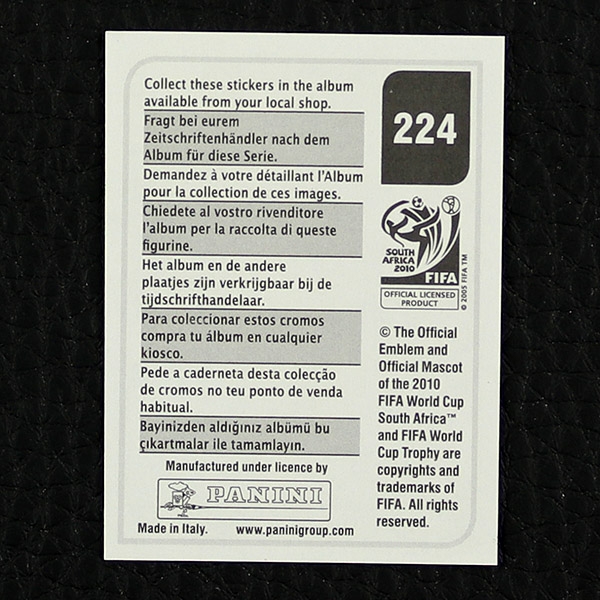 Collect these stickers in the album
available from your local shop.
Fragt bei eurem
Zeitschriftenhändler nach dem
Album für diese Serie.
Demandez à votre détaillant l'Album
pour la collection de ces images.
Chiedete al vostro rivenditore
l'album per la raccolta di queste
figurine.
Het album en de andere
plaatjes zijn verkrijgbaar bij de
tijdschrifthandelaar.
Para coleccionar estos cromos
compra tu álbum en cualquier
kiosco.
Pede a caderneta desta colecção
de cromos no teu ponto de venda
habitual.
Bayinizden aldığınız albümü bu
çıkartmalar ile tamamlayın.
Manufactured under licence by
PANINI
Made in Italy. www.paninigroup.com
224
SOUTH
AFRICA
2010
FIFA
OFFICIAL LICENSED
PRODUCT
© 2005 FIFA TM
© The Official
Emblem and
Official Mascot
of the 2010
FIFA World Cup
South Africa™
and FIFA World
Cup Trophy are
copyrights and
trademarks of
FIFA. All rights
reserved.